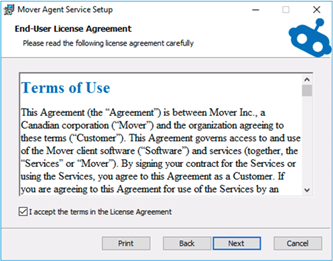 Mover Agent Service Setup
End-User License Agreement
Please read the following license agreement carefully
Terms of Use
This Agreement (the “Agreement”) is between Mover Inc., a
Canadian corporation (“Mover”) and the organization agreeing to
these terms (“Customer”). This Agreement governs access to and use
of the Mover client software (“Software”) and services (together, the
“Services” or “Mover”). By signing your contract for the Services or
using the Services, you agree to this Agreement as a Customer. If
you are agreeing to this Agreement for use of the Services by an
I accept the terms in the License Agreement
Print Back Next Cancel